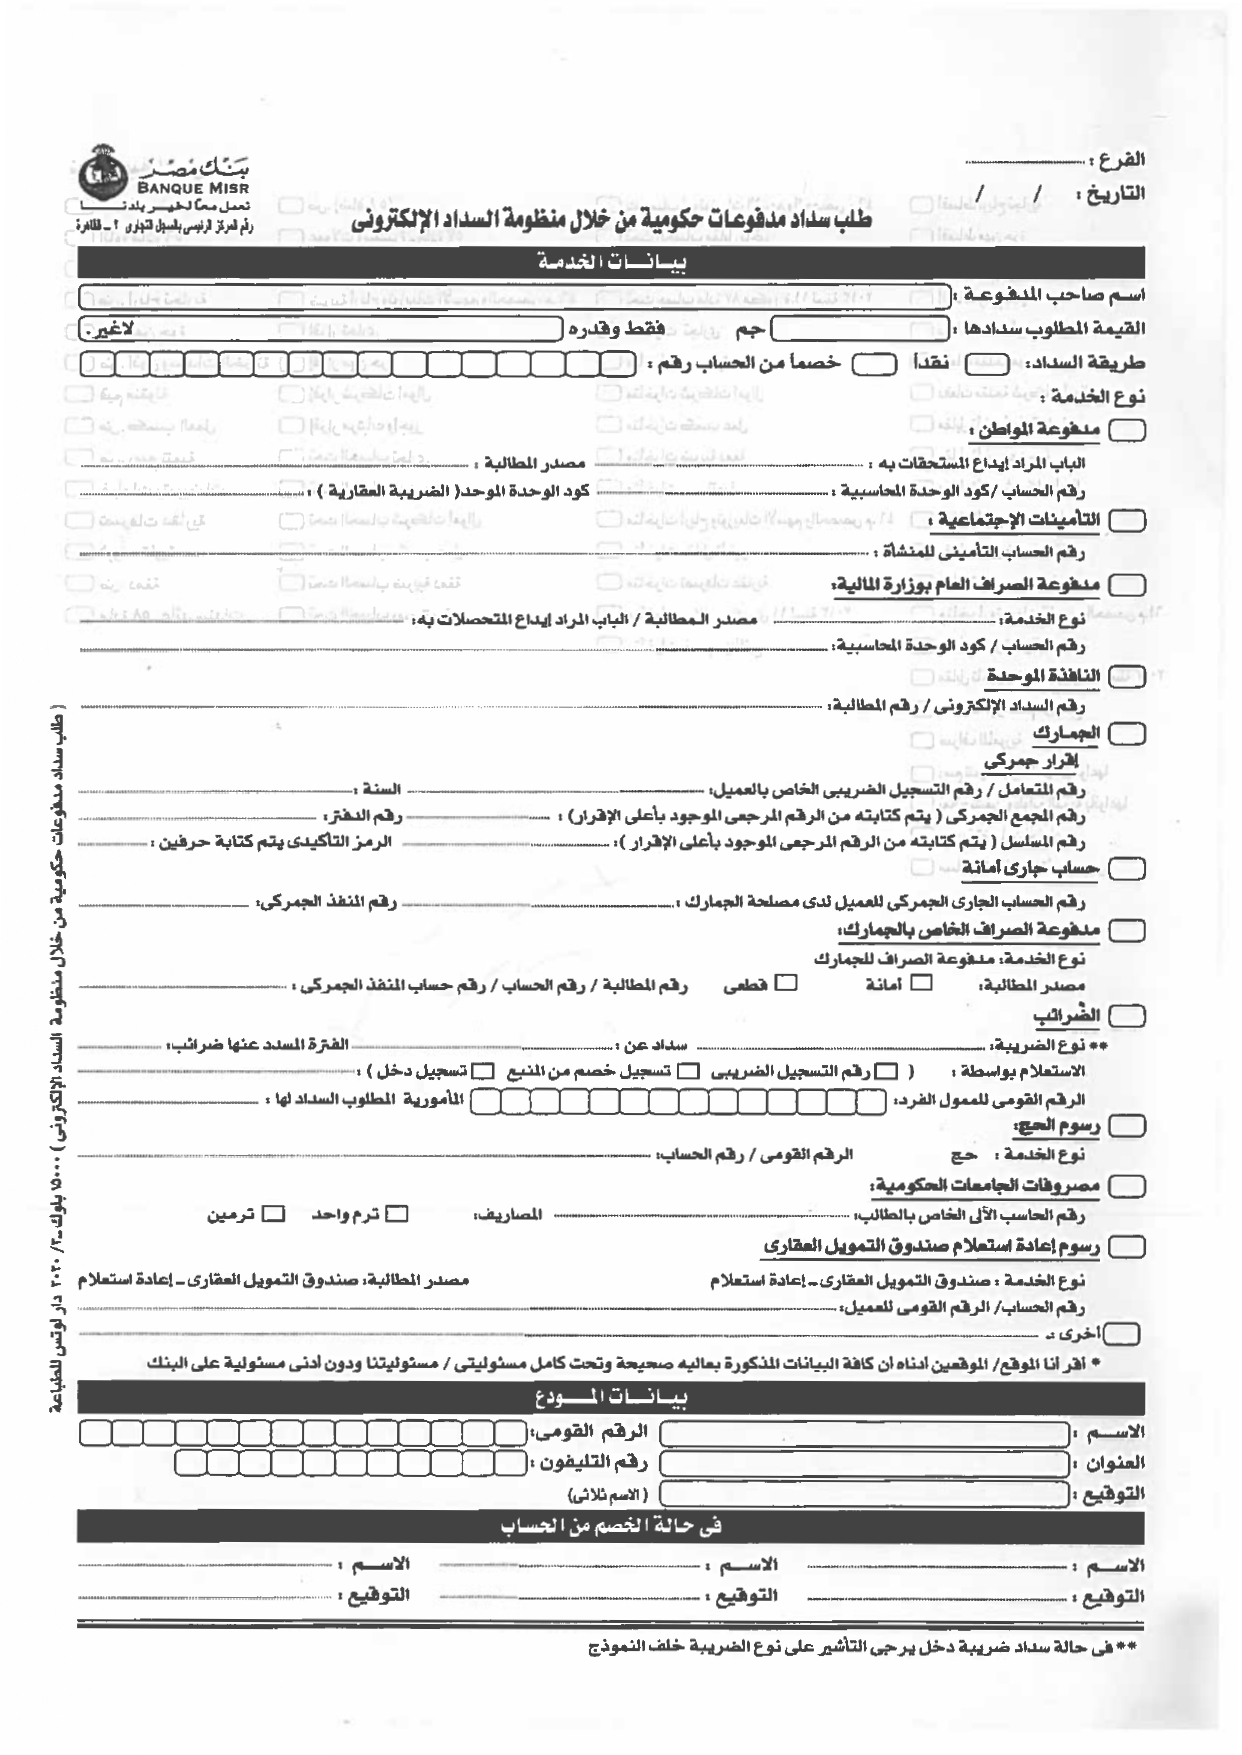 الفرع :
التاريخ : / /
بنك مصر
BANQUE MISR
نعمل معاً لخير بلدنا
رقم المركز الرئيسى بالسجل التجارى ٢ - القاهرة
طلب سداد مدفوعات حكومية من خلال منظومة السداد الإلكترونى
بيانات الخدمة
اسم صاحب المدفوعة :
القيمة المطلوب سدادها : جم فقط وقدره لاغير.
طريقة السداد: نقداً خصماً من الحساب رقم :
نوع الخدمة :
مدفوعة المواطن :
الباب المراد إيداع المستحقات به : مصدر المطالبة :
رقم الحساب /كود الوحدة المحاسبية : كود الوحدة الموحد( الضريبة العقارية ) :
التأمينات الإجتماعية :
رقم الحساب التأمينى للمنشأة :
مدفوعة الصراف العام بوزارة المالية:
نوع الخدمة: مصدر المطالبة / الباب المراد إيداع المتحصلات به:
رقم الحساب / كود الوحدة المحاسبية:
النافذة الموحدة
رقم السداد الإلكترونى / رقم المطالبة:
الجمارك
إقرار جمركى
رقم المتعامل / رقم التسجيل الضريبى الخاص بالعميل: السنة :
رقم المجمع الجمركى ( يتم كتابته من الرقم المرجعى الموجود بأعلى الإقرار) : رقم الدفتر:
رقم المسلسل ( يتم كتابته من الرقم المرجعى الموجود بأعلى الإقرار ): الرمز التأكيدى يتم كتابة حرفين :
حساب جارى أمانة
رقم الحساب الجارى الجمركى للعميل لدى مصلحة الجمارك : رقم المنفذ الجمركى:
مدفوعة الصراف الخاص بالجمارك:
نوع الخدمة: مدفوعة الصراف للجمارك
مصدر المطالبة: أمانة قطعى رقم المطالبة / رقم الحساب / رقم حساب المنفذ الجمركى :
الضرائب
** نوع الضريبة: سداد عن : الفترة المسدد عنها ضرائب:
الاستعلام بواسطة : ( رقم التسجيل الضريبى تسجيل خصم من المنبع تسجيل دخل ) :
الرقم القومى للممول الفرد: المأمورية المطلوب السداد لها :
رسوم الحج:
نوع الخدمة : حج الرقم القومى / رقم الحساب:
مصروفات الجامعات الحكومية:
رقم الحاسب الآلى الخاص بالطالب: المصاريف: ترم واحد ترمين
رسوم إعادة استعلام صندوق التمويل العقارى
نوع الخدمة : صندوق التمويل العقارى - إعادة استعلام مصدر المطالبة: صندوق التمويل العقارى - إعادة استعلام
رقم الحساب/ الرقم القومى للعميل:
أخرى :-
* اقر أنا الموقع/ الموقعين أدناه أن كافة البيانات المذكورة بعاليه صحيحة وتحت كامل مسئوليتى / مسئوليتنا ودون أدنى مسئولية على البنك
بيانات المودع
الاسم : الرقم القومى:
العنوان : رقم التليفون :
التوقيع : (الاسم ثلاثى)
فى حالة الخصم من الحساب
الاسم : الاسم : الاسم :
التوقيع : التوقيع : التوقيع :
** فى حالة سداد ضريبة دخل يرجى التأشير على نوع الضريبة خلف النموذج
( طلب سداد مدفوعات حكومية من خلال منظومة السداد الإلكترونى ) ١٥٠٠٠ بلوك - ٢٠٢٠/٣ دار لوتس للطباعة